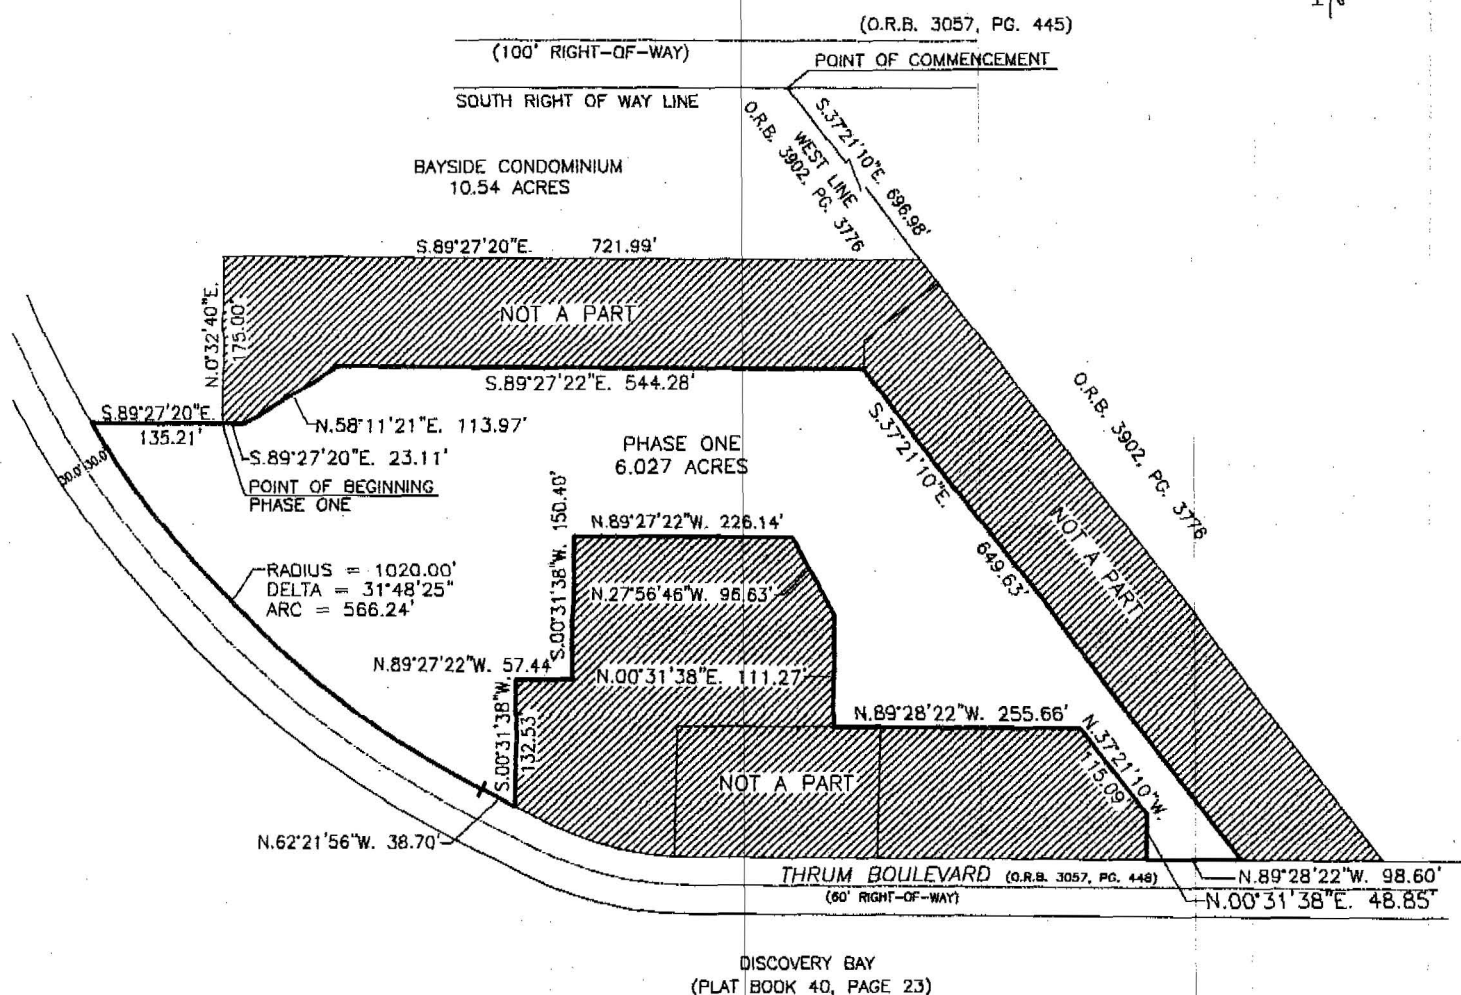 (O.R.B. 3057, PG. 445)
(100' RIGHT-OF-WAY)
POINT OF COMMENCEMENT
SOUTH RIGHT OF WAY LINE
S.37°21'10"E. 696.98'
WEST LINE
O.R.B. 3902, PG. 3776
BAYSIDE CONDOMINIUM
10.54 ACRES
S.89°27'20"E. 721.99'
N.0°32'40"E.
175.00'
NOT A PART
S.89°27'22"E. 544.28'
S.89°27'20"E.
135.21'
N.58°11'21"E. 113.97'
S.89°27'20"E. 23.11'
POINT OF BEGINNING
PHASE ONE
PHASE ONE
6.027 ACRES
S.37°21'10"E.
649.63'
O.R.B. 3902, PG. 3776
NOT A PART
N.89°27'22"W. 226.14'
S.00°31'38"W. 150.40'
RADIUS = 1020.00'
DELTA = 31°48'25"
ARC = 566.24'
N.27°56'46"W. 96.63'
N.89°27'22"W. 57.44'
N.00°31'38"E. 111.27'
S.00°31'38"W.
132.53'
N.89°28'22"W. 255.66'
N.37°21'10"W.
115.09'
NOT A PART
N.62°21'56"W. 38.70'
THRUM BOULEVARD (O.R.B. 3057, PG. 448)
(60' RIGHT-OF-WAY)
N.89°28'22"W. 98.60'
N.00°31'38"E. 48.85'
DISCOVERY BAY
(PLAT BOOK 40, PAGE 23)